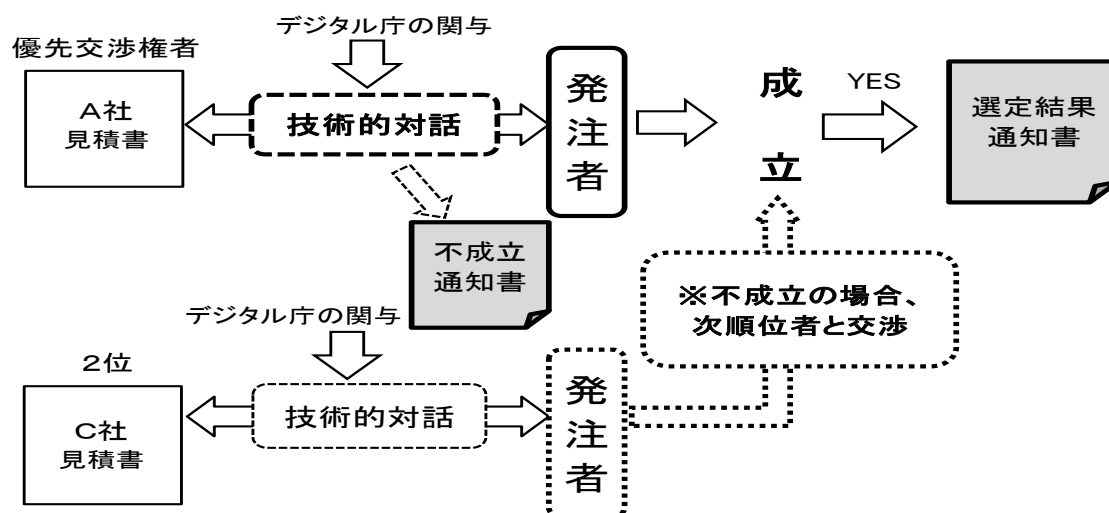 デジタル庁の関与
優先交渉権者
A社
見積書
技術的対話
発
注
者
成
立
YES
選定結果
通知書
不成立
通知書
※不成立の場合、
次順位者と交渉
デジタル庁の関与
2位
C社
見積書
技術的対話
発
注
者